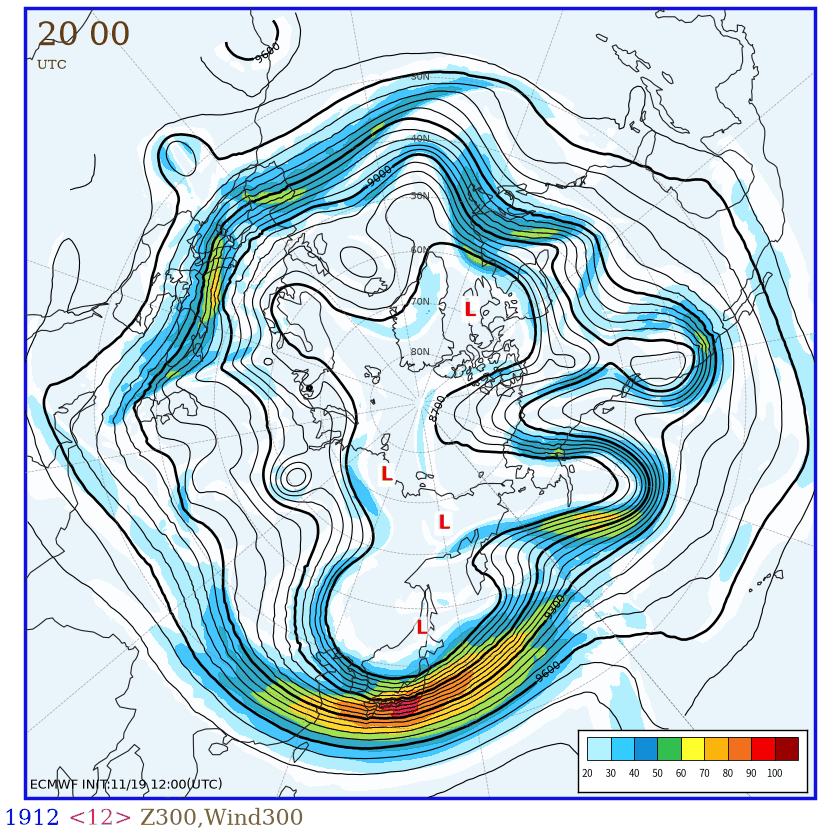 20 00
UTC
9600
50N
40N
9000
50N
60N
L
70N
80N
8700
L
L
9300
L
9600
20 30 40 50 60 70 80 90 100
ECMWF INIT:11/19 12:00(UTC)
1912 <12> Z300,Wind300